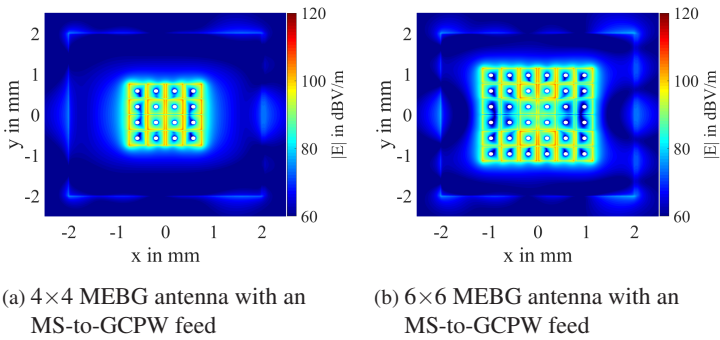 2
1
0
-1
-2
y in mm
-2 -1 0 1 2
x in mm
120
100
80
60
|E| in dBV/m
(a) 4×4 MEBG antenna with an
MS-to-GCPW feed
2
1
0
-1
-2
y in mm
-2 -1 0 1 2
x in mm
120
100
80
60
|E| in dBV/m
(b) 6×6 MEBG antenna with an
MS-to-GCPW feed